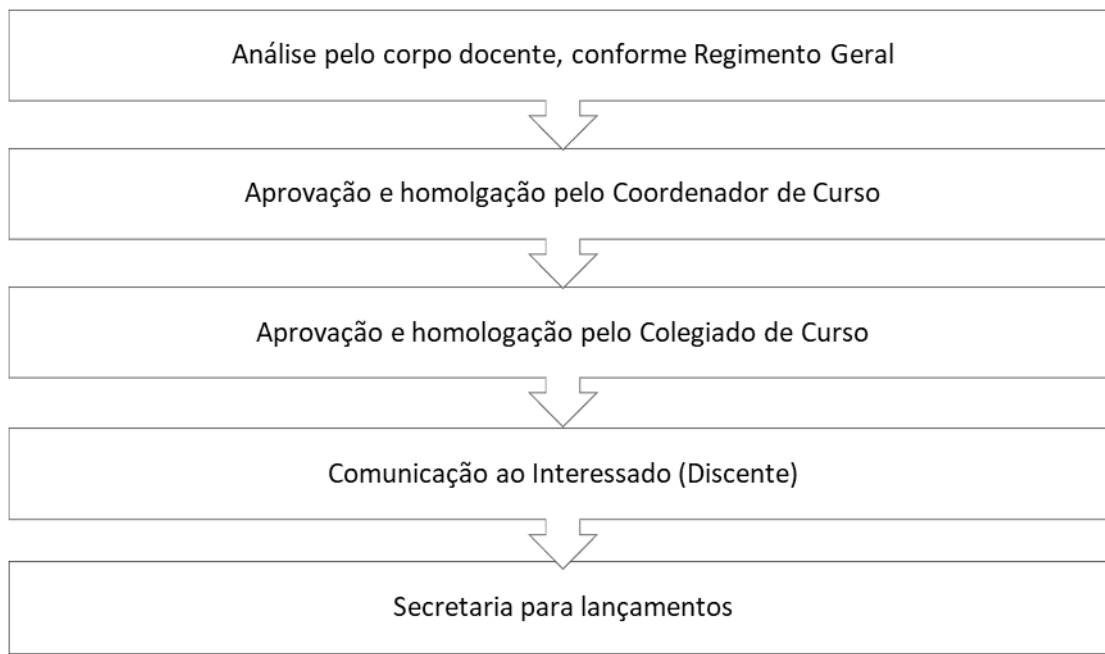 Análise pelo corpo docente, conforme Regimento Geral
Aprovação e homolgação pelo Coordenador de Curso
Aprovação e homologação pelo Colegiado de Curso
Comunicação ao Interessado (Discente)
Secretaria para lançamentos